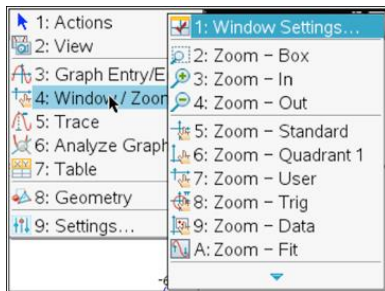 1: Actions
2: View
3: Graph Entry/E
4: Window / Zoor
5: Trace
6: Analyze Graph
7: Table
8: Geometry
9: Settings...
1: Window Settings...
2: Zoom – Box
3: Zoom – In
4: Zoom – Out
5: Zoom – Standard
6: Zoom – Quadrant 1
7: Zoom – User
8: Zoom – Trig
9: Zoom – Data
A: Zoom – Fit